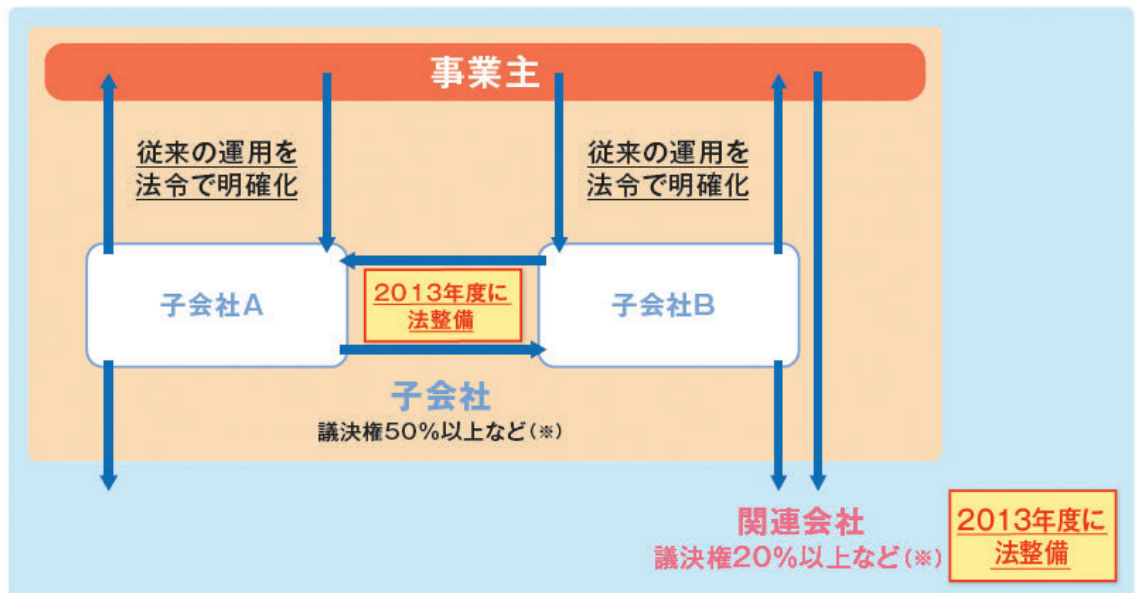 事業主
従来の運用を
法令で明確化
従来の運用を
法令で明確化
子会社A
2013年度に
法整備
子会社B
子会社
議決権50%以上など(※)
関連会社
議決権20%以上など(※)
2013年度に
法整備